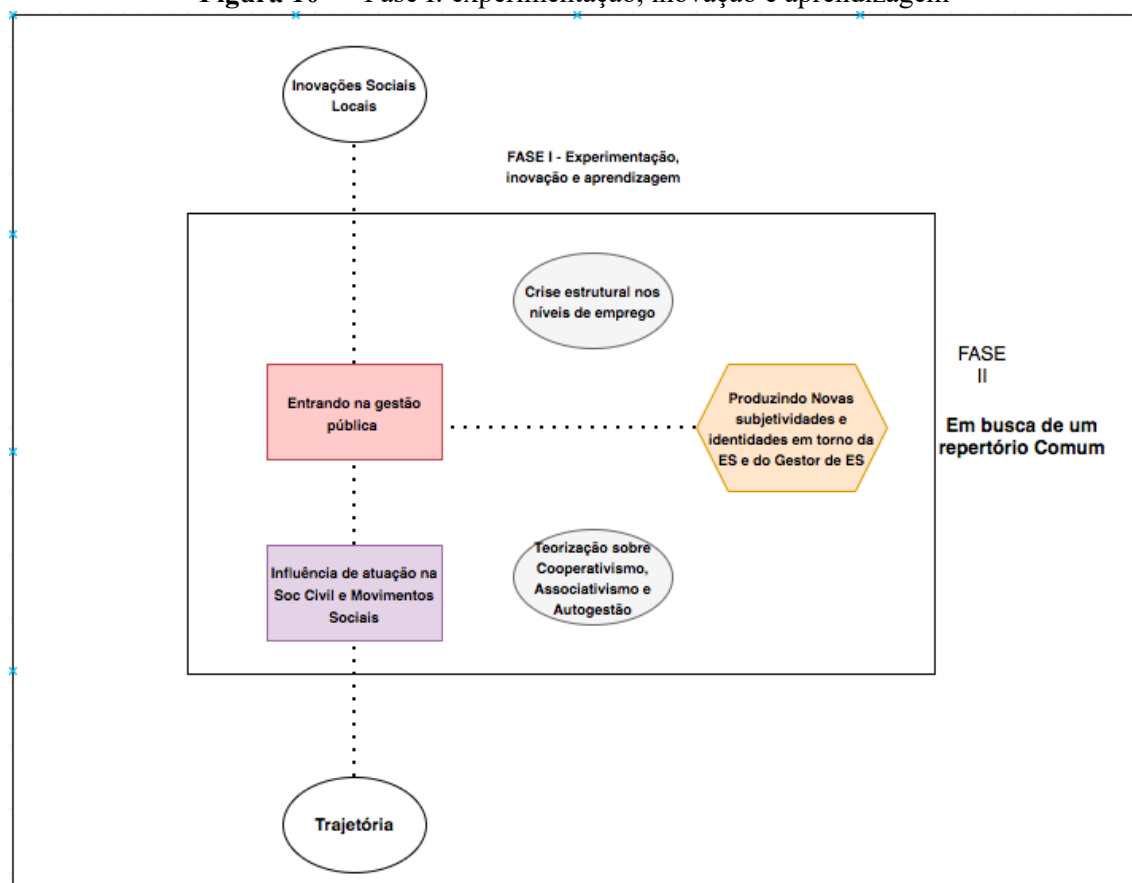 Figura 10 Fase I: experimentação, inovação e aprendizagem
Inovações Sociais
Locais
FASE I - Experimentação,
inovação e aprendizagem
Crise estrutural nos
níveis de emprego
Entrando na gestão
pública
Produzindo Novas
subjetividades e
identidades em torno da
ES e do Gestor de ES
FASE
II
Em busca de um
repertório Comum
Influência de atuação na
Soc Civil e Movimentos
Sociais
Teorização sobre
Cooperativismo,
Associativismo e
Autogestão
Trajetória